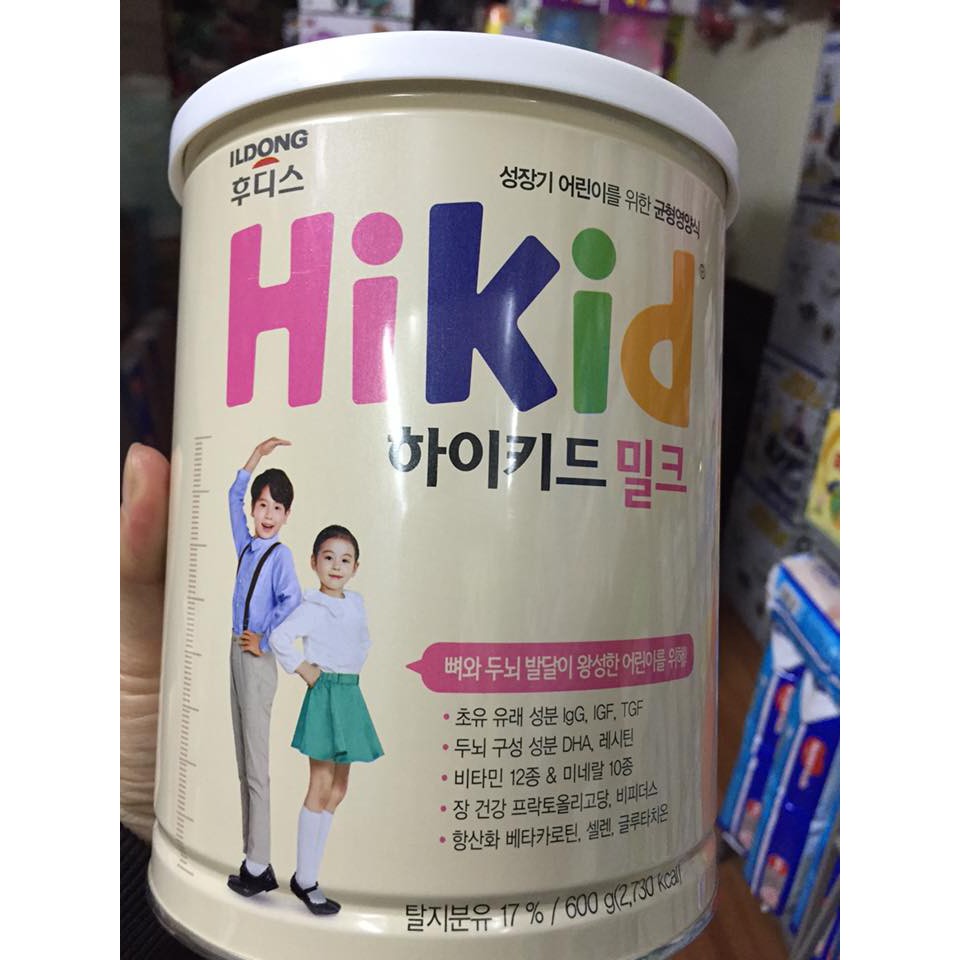 ILDONG
후디스
성장기 어린이를 위한 균형영양식
Hikid®
하이키드 밀크
뼈와 두뇌 발달이 왕성한 어린이를 위해
• 초유 유래 성분 IgG, IGF, TGF
• 두뇌 구성 성분 DHA, 레시틴
• 비타민 12종 & 미네랄 10종
• 장 건강 프락토올리고당, 비피더스
• 항산화 베타카로틴, 셀렌, 글루타치온
탈지분유 17 % / 600 g(2,730 kcal)